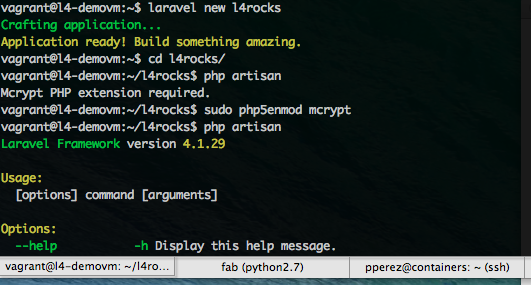 vagrant@l4-demovm:~$ laravel new l4rocks
Crafting application...
Application ready! Build something amazing.
vagrant@l4-demovm:~$ cd l4rocks/
vagrant@l4-demovm:~/l4rocks$ php artisan
Mcrypt PHP extension required.
vagrant@l4-demovm:~/l4rocks$ sudo php5enmod mcrypt
vagrant@l4-demovm:~/l4rocks$ php artisan
Laravel Framework version 4.1.29
Usage:
[options] command [arguments]
Options:
--help -h Display this help message.
vagrant@l4-demovm: ~/l4ro... fab (python2.7) pperez@containers: ~ (ssh)